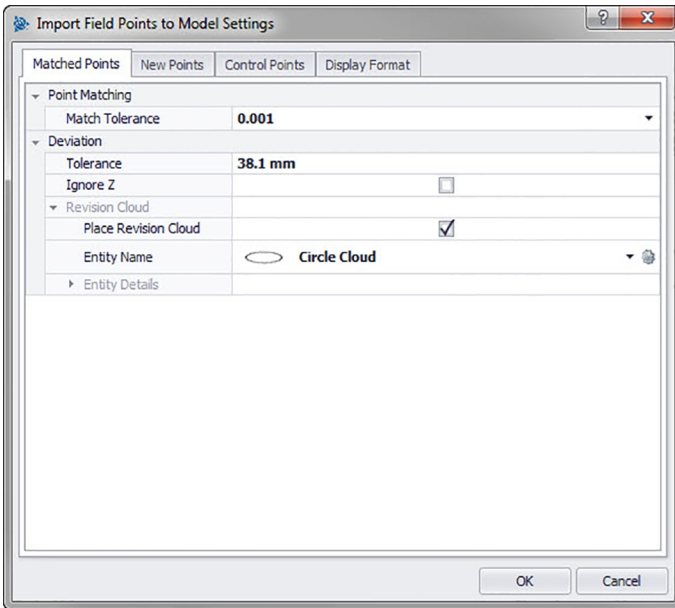 Import Field Points to Model Settings
Matched Points New Points Control Points Display Format
Point Matching
Match Tolerance 0.001
Deviation
Tolerance 38.1 mm
Ignore Z
Revision Cloud
Place Revision Cloud
Entity Name Circle Cloud
Entity Details
OK Cancel